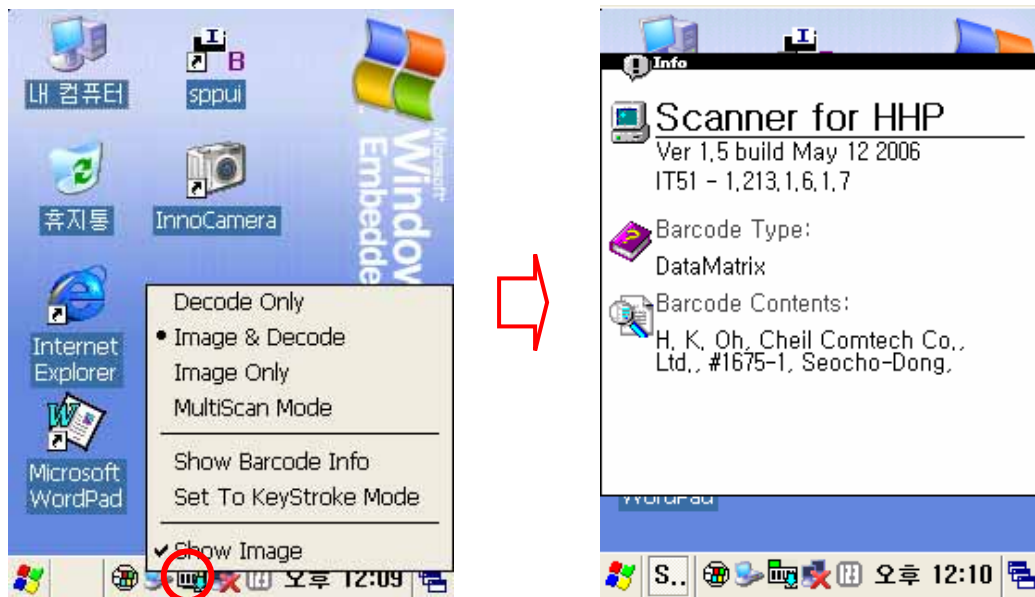 내 컴퓨터
sppui
B
휴지통
InnoCamera
Internet
Explorer
Microsoft
WordPad
Microsoft
Windov
Embedde
Decode Only
Image & Decode
Image Only
MultiScan Mode
Show Barcode Info
Set To KeyStroke Mode
Show Image
오후 12:09
Info
Scanner for HHP
Ver 1.5 build May 12 2006
IT51 - 1.213.1.6.1.7
Barcode Type:
DataMatrix
Barcode Contents:
H. K. Oh, Cheil Comtech Co.,
Ltd., #1675-1, Seocho-Dong,
WordPad
S.. 오후 12:10